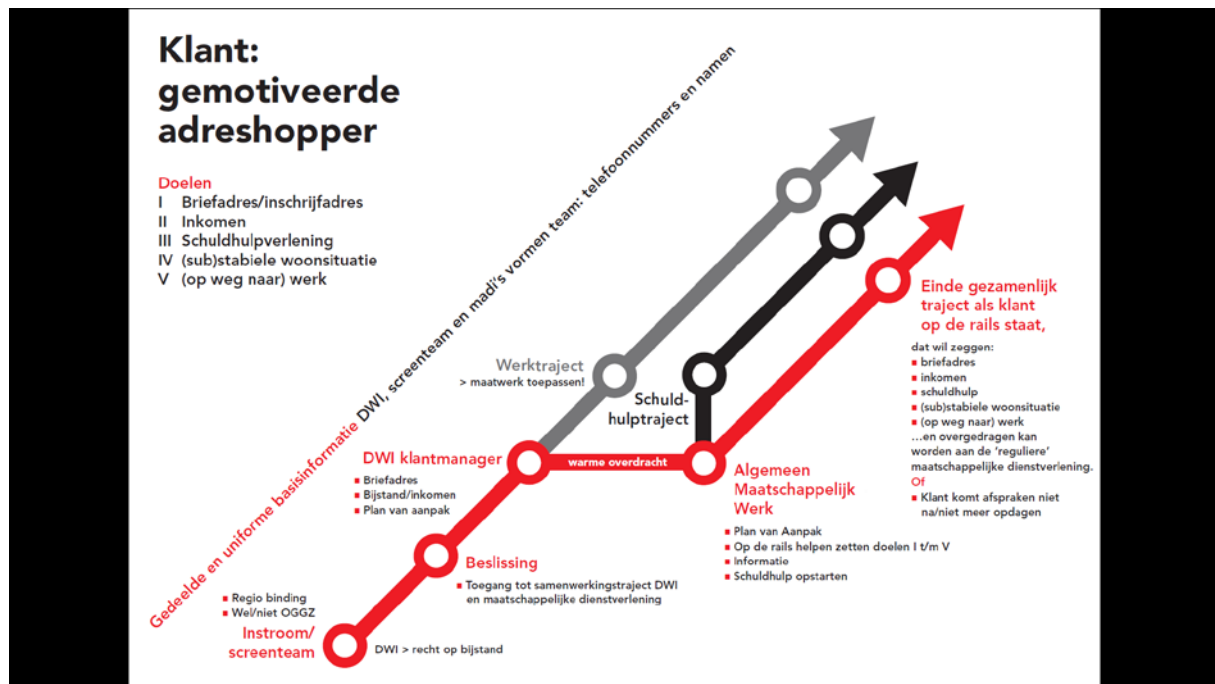 Klant:
gemotiveerde
adreshopper
Doelen
I Briefadres/inschrijfadres
II Inkomen
III Schuldhulpverlening
IV (sub)stabiele woonsituatie
V (op weg naar) werk
Gedeelde en uniforme basisinformatie DWI, screenteam en madi's vormen team: telefoonnummers en namen
Werktraject
> maatwerk toepassen!
Schuld-
hulptraject
DWI klantmanager
▪ Briefadres
▪ Bijstand/inkomen
▪ Plan van aanpak
warme overdracht
Algemeen
Maatschappelijk
Werk
▪ Plan van Aanpak
▪ Op de rails helpen zetten doelen I t/m V
▪ Informatie
▪ Schuldhulp opstarten
Einde gezamenlijk
traject als klant
op de rails staat,
dat wil zeggen:
▪ briefadres
▪ inkomen
▪ schuldhulp
▪ (sub)stabiele woonsituatie
▪ (op weg naar) werk
...en overgedragen kan
worden aan de 'reguliere'
maatschappelijke dienstverlening.
Of
▪ Klant komt afspraken niet
na/niet meer opdagen
Beslissing
▪ Toegang tot samenwerkingstraject DWI
en maatschappelijke dienstverlening
▪ Regio binding
▪ Wel/niet OGGZ
Instroom/
screenteam
DWI > recht op bijstand